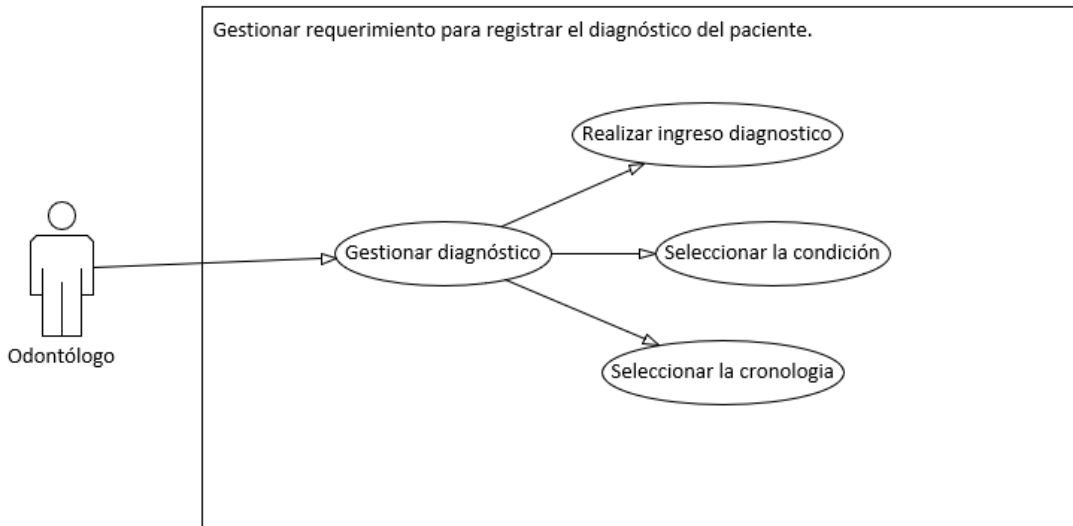 Gestionar requerimiento para registrar el diagnóstico del paciente.
Realizar ingreso diagnostico
Gestionar diagnóstico
Seleccionar la condición
Odontólogo
Seleccionar la cronologia